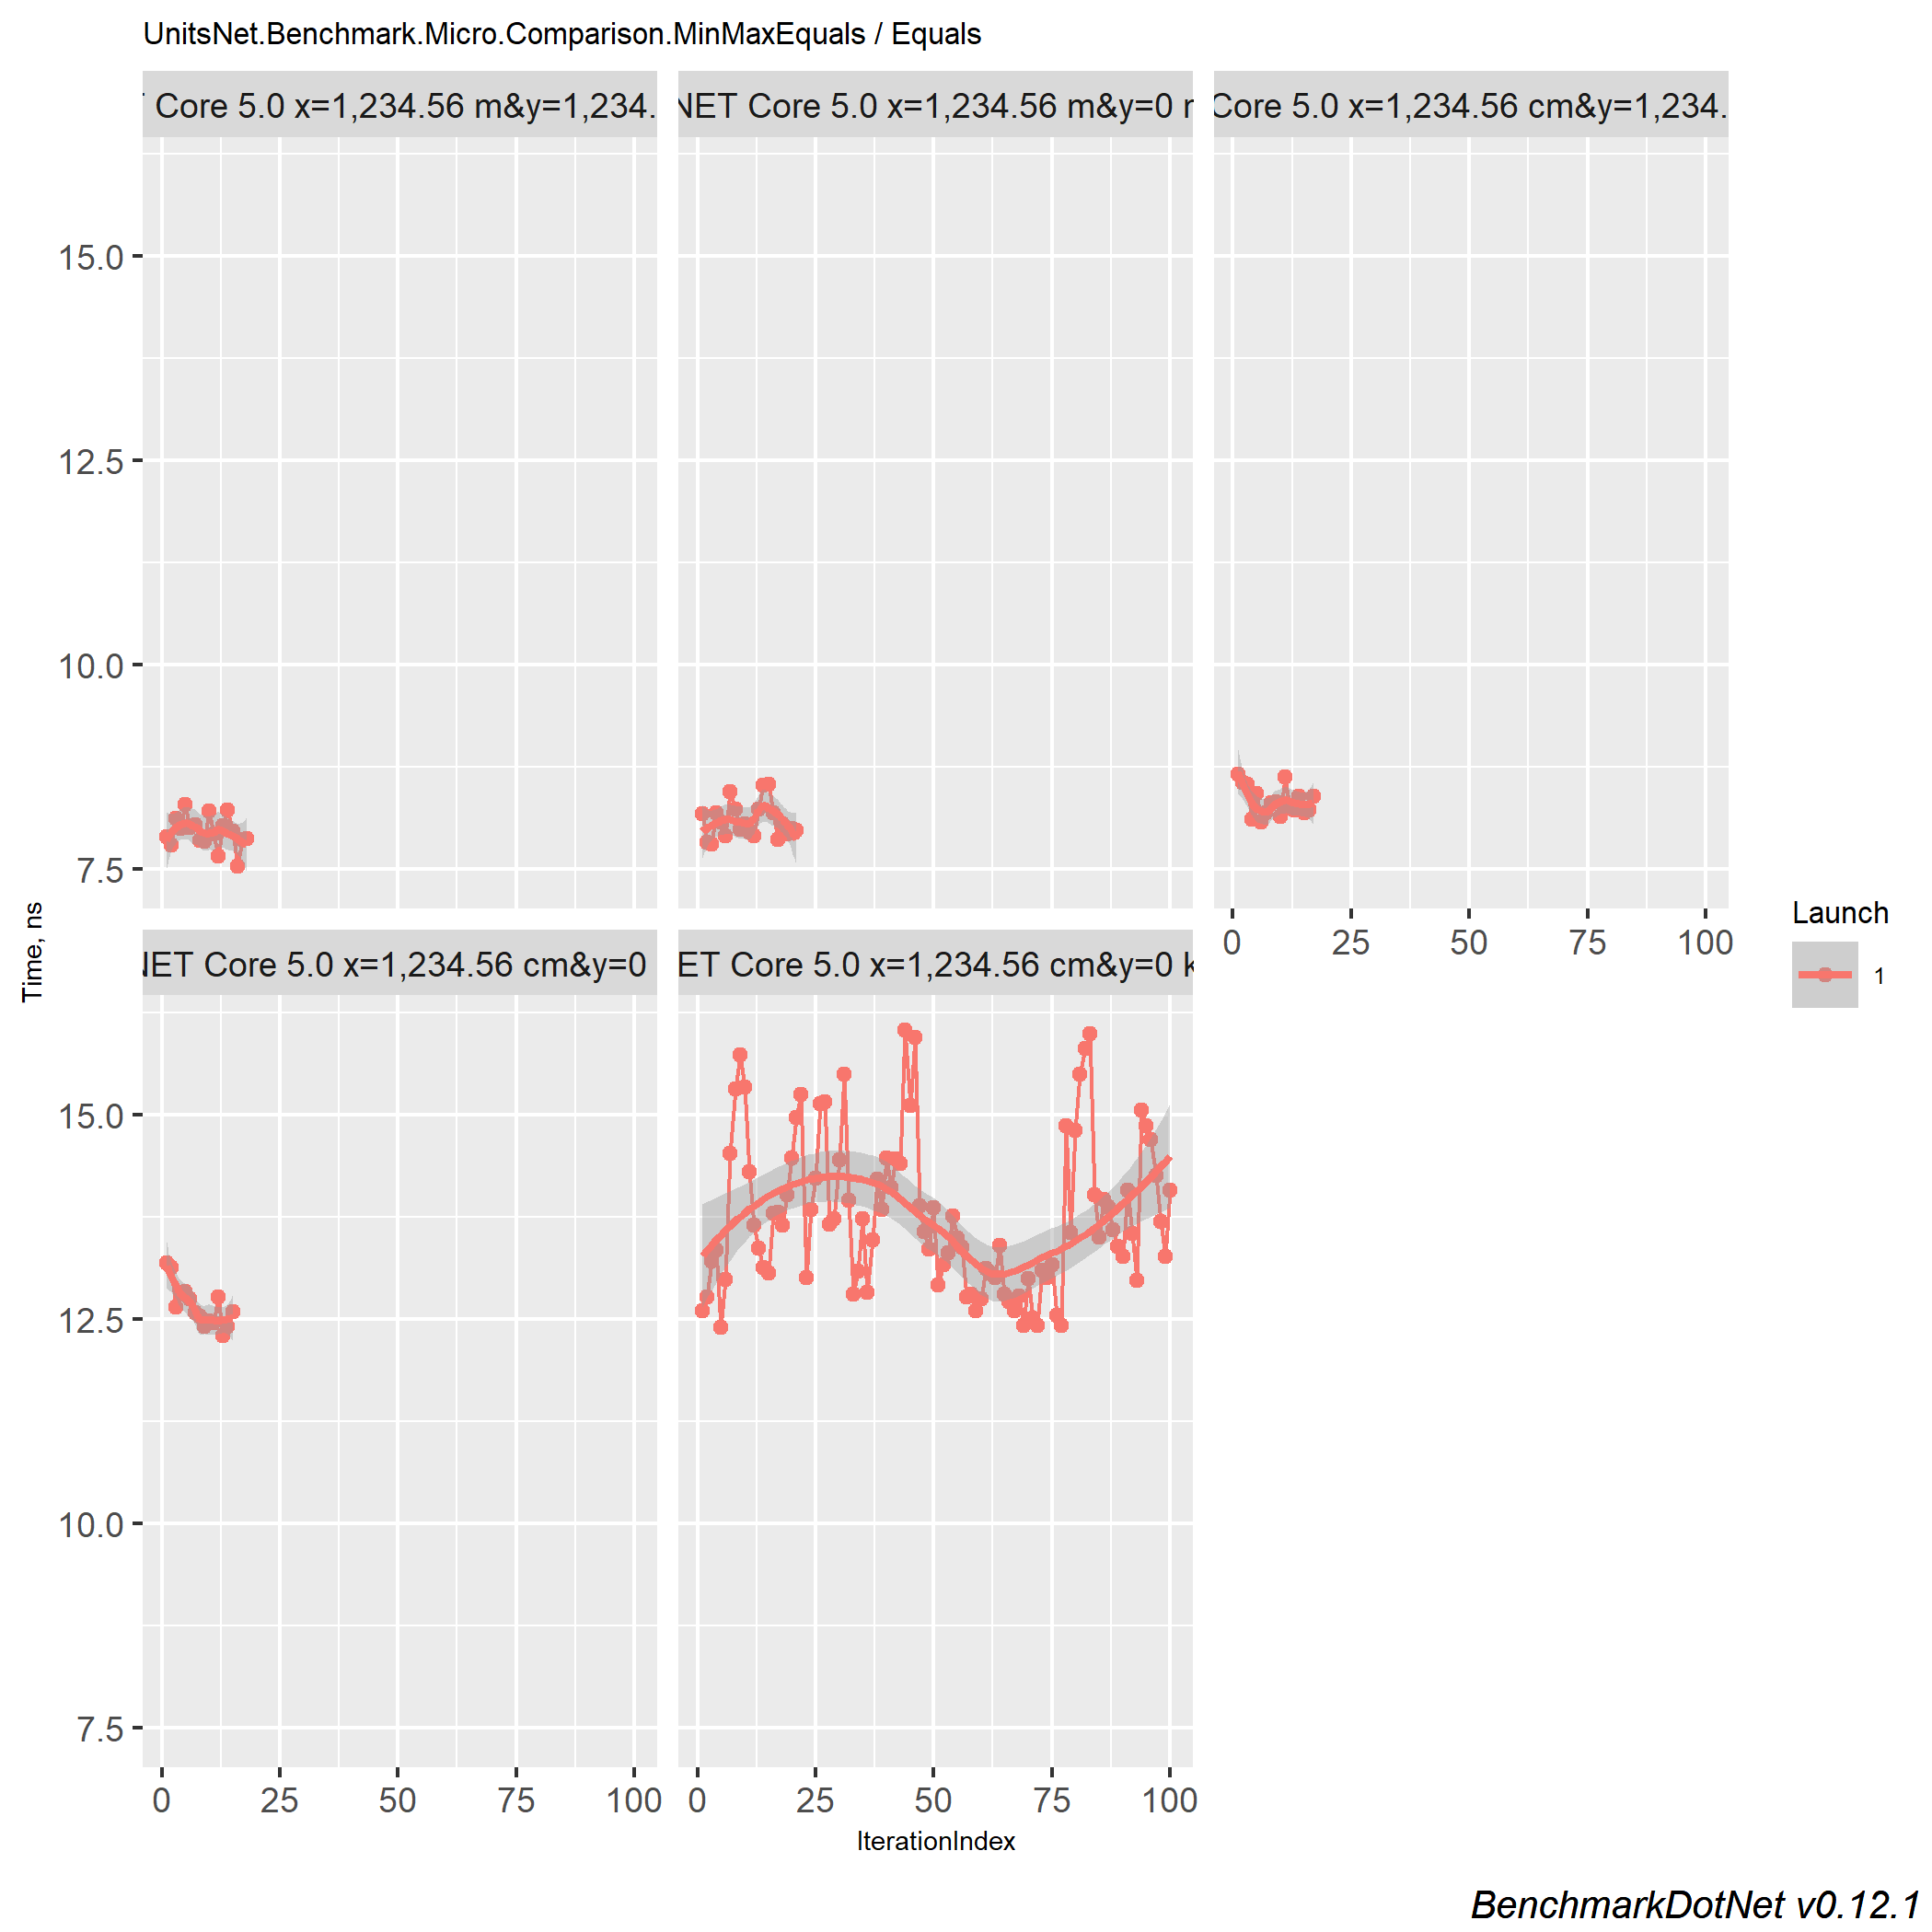 UnitsNet.Benchmark.Micro.Comparison.MinMaxEquals / Equals
Core 5.0 x=1,234.56 m&y=1,234.
NET Core 5.0 x=1,234.56 m&y=0
Core 5.0 x=1,234.56 cm&y=1,234.
15.0
12.5
10.0
7.5
0 25 50 75 100
Time, ns
Launch
1
NET Core 5.0 x=1,234.56 cm&y=0
ET Core 5.0 x=1,234.56 cm&y=0 k
15.0
12.5
10.0
7.5
0 25 50 75 100
0 25 50 75 100
IterationIndex
BenchmarkDotNet v0.12.1